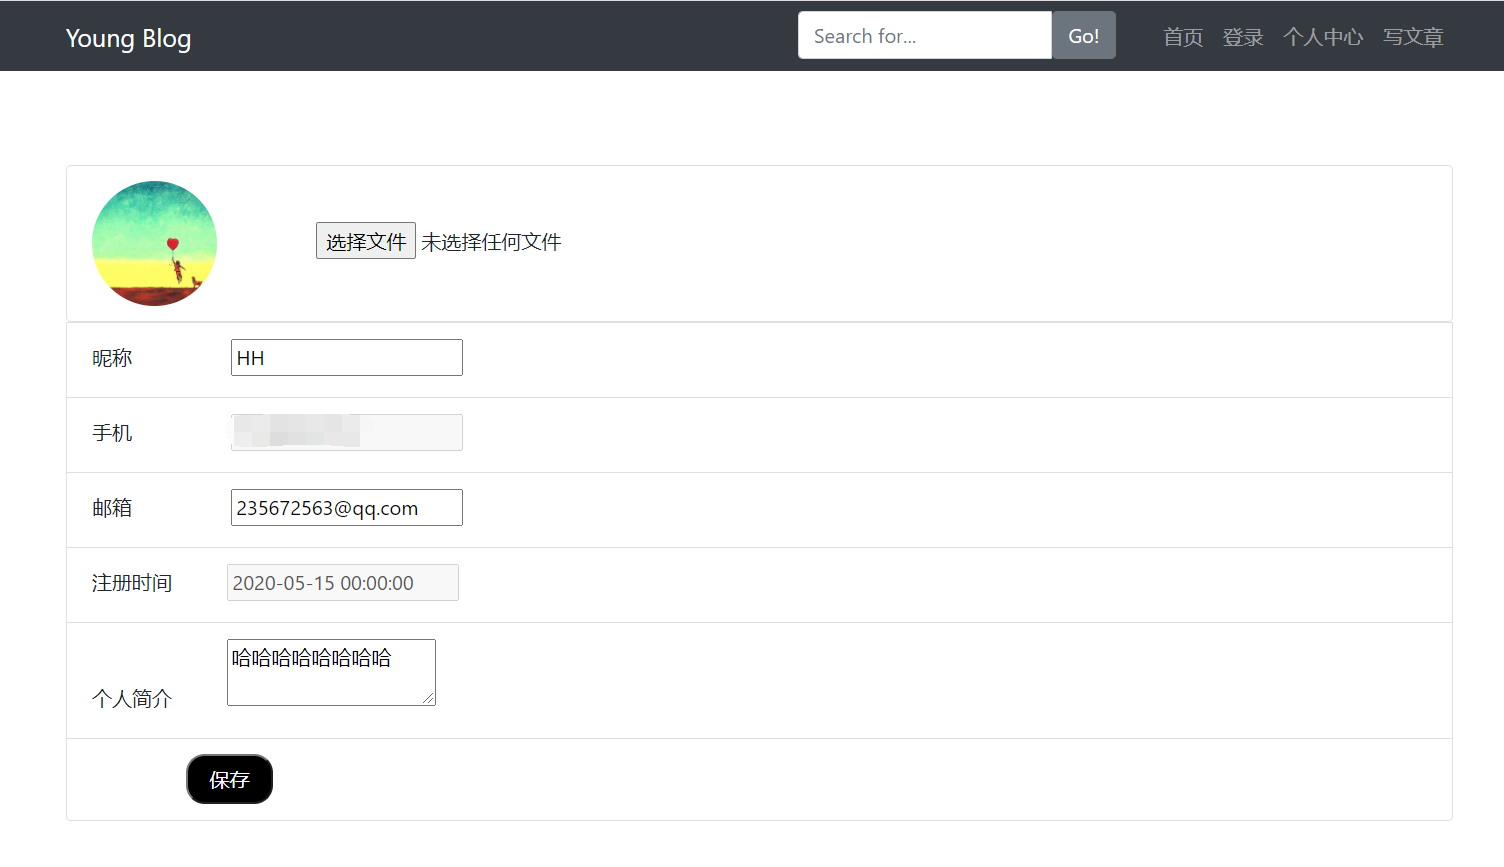 Young Blog
Search for...
Go!
首页 登录 个人中心 写文章
选择文件 未选择任何文件
昵称 HH
手机
邮箱 235672563@qq.com
注册时间 2020-05-15 00:00:00
哈哈哈哈哈哈哈哈
个人简介
保存